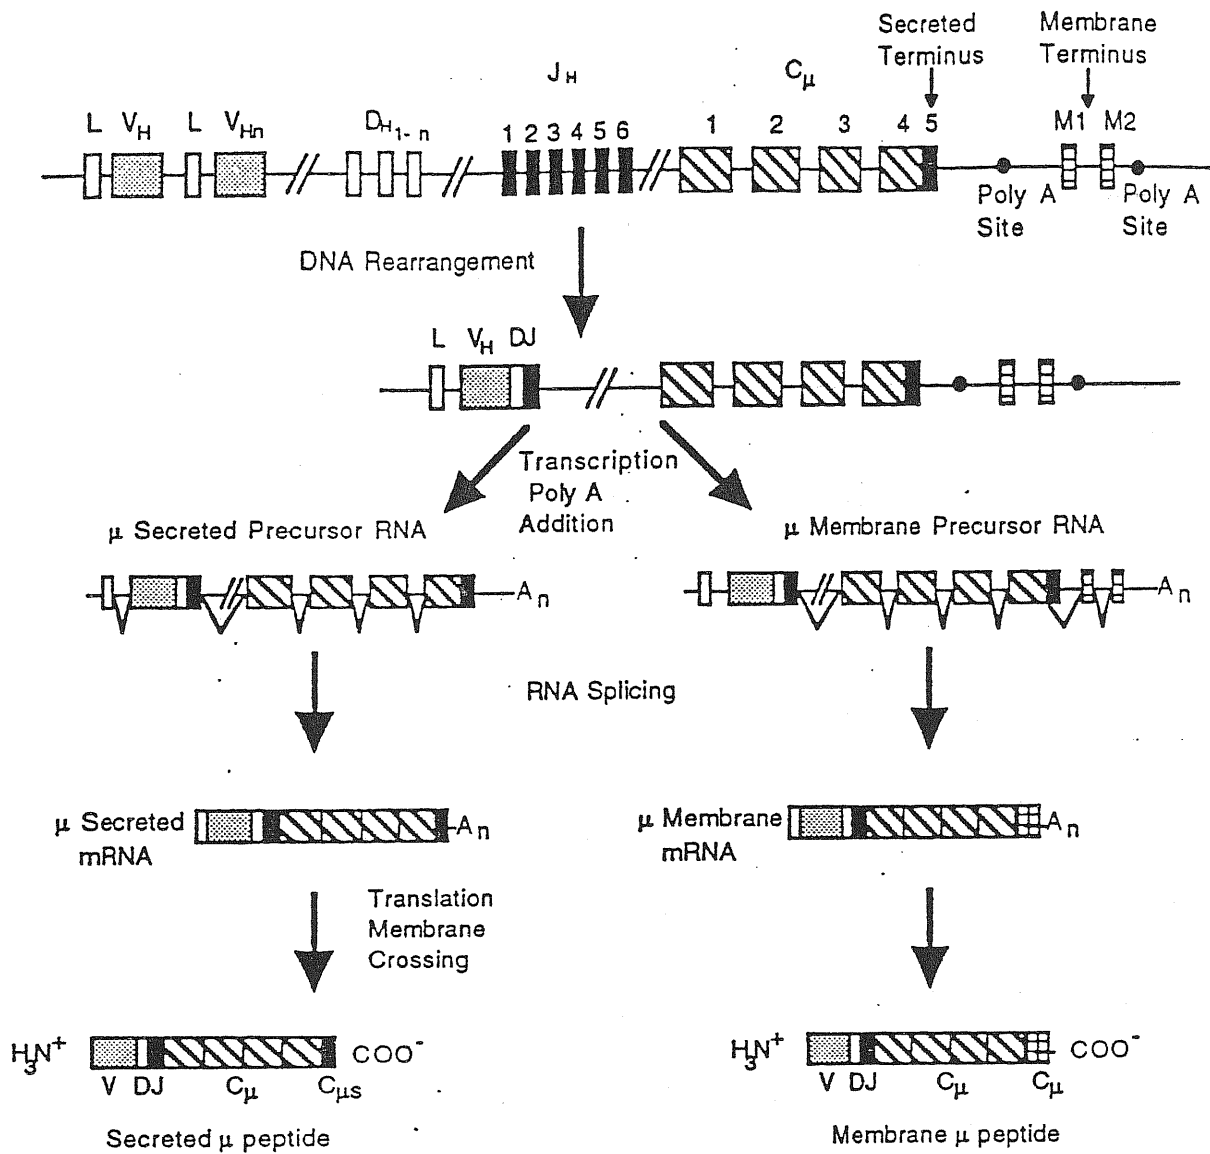 Secreted Terminus
Membrane Terminus
J H
Cμ
L VH L VHn DH1-n 1 2 3 4 5 6 1 2 3 4 5 M1 M2
Poly A Site
Poly A Site
DNA Rearrangement
L VH DJ
Transcription
Poly A
Addition
μ Secreted Precursor RNA
μ Membrane Precursor RNA
An
An
RNA Splicing
μ Secreted
mRNA
An
μ Membrane
mRNA
An
Translation
Membrane
Crossing
H3N+ COO-
V DJ Cμ Cμs
Secreted μ peptide
H3N+ COO-
V DJ Cμ Cμ
Membrane μ peptide